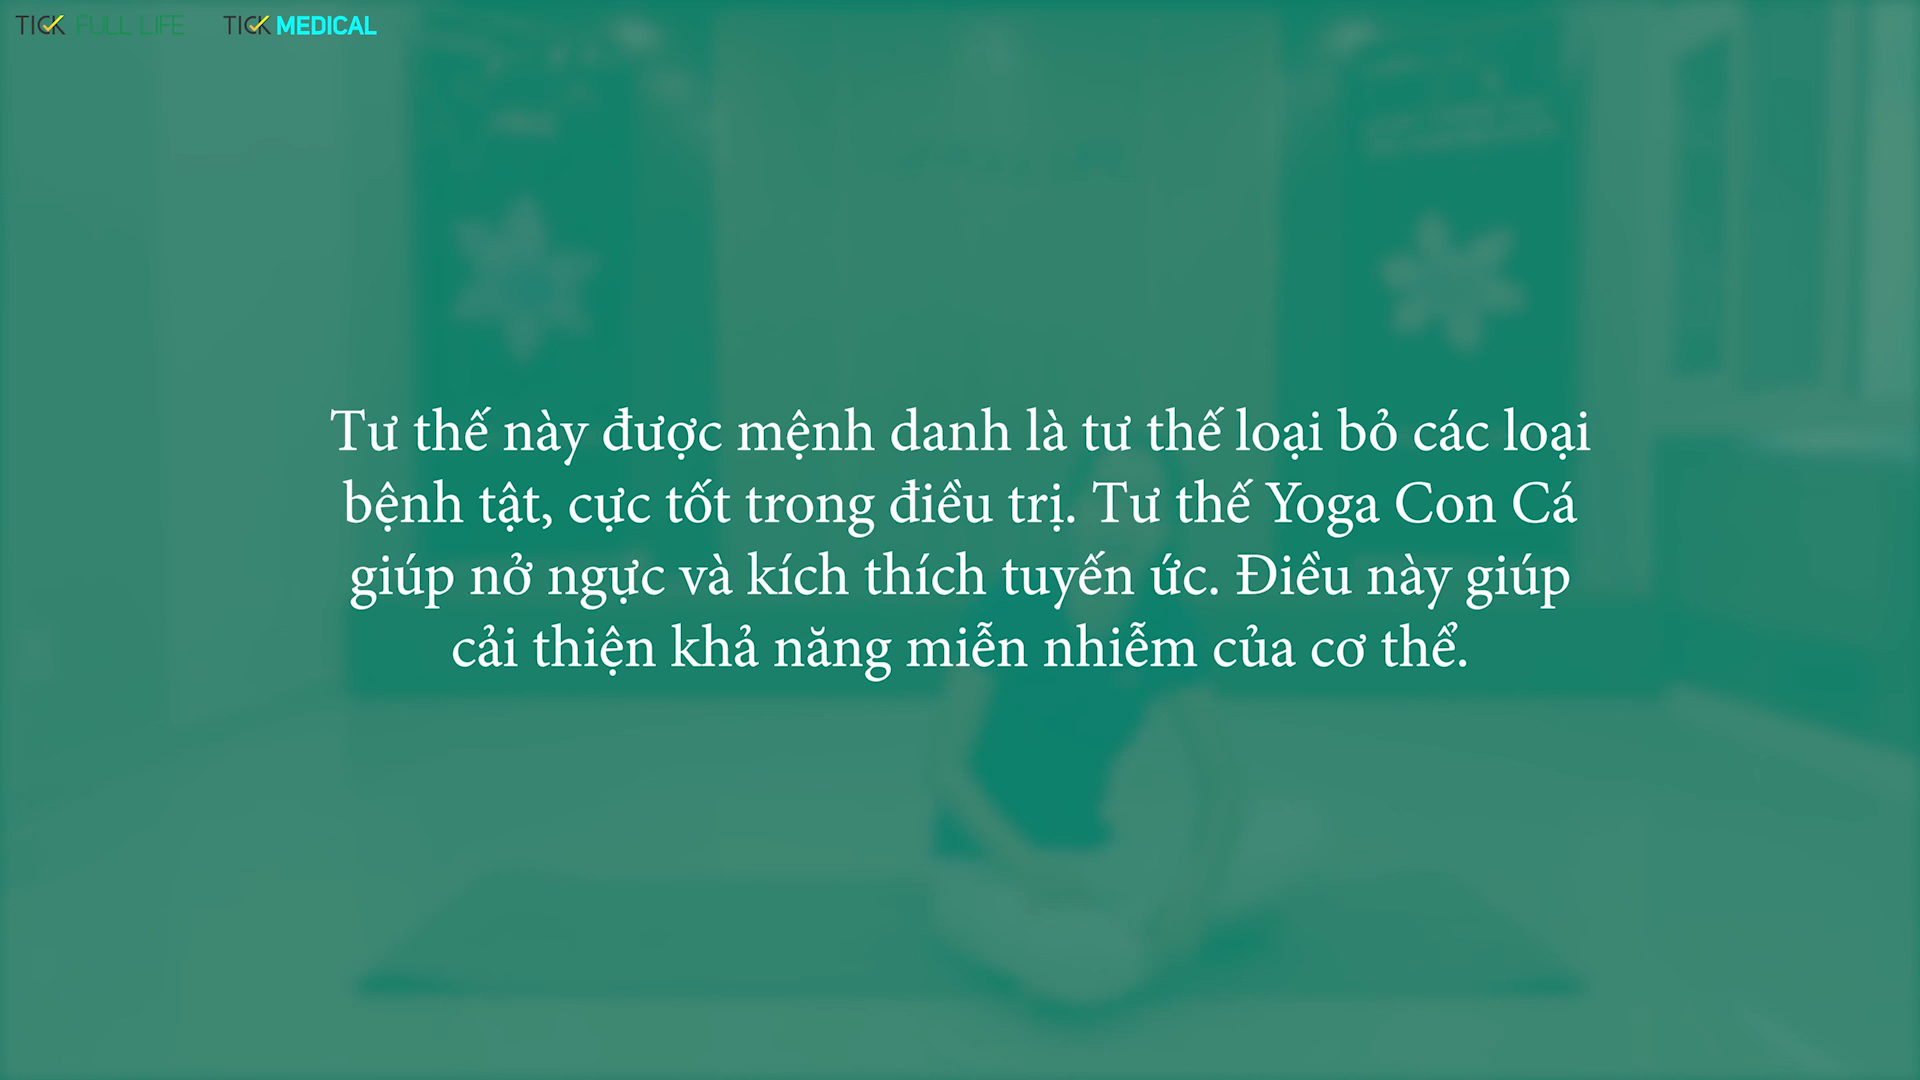 TICK FULL LIFE TICK MEDICAL
Tư thế này được mệnh danh là tư thế loại bỏ các loại
bệnh tật, cực tốt trong điều trị. Tư thế Yoga Con Cá
giúp nở ngực và kích thích tuyến ức. Điều này giúp
cải thiện khả năng miễn nhiễm của cơ thể.